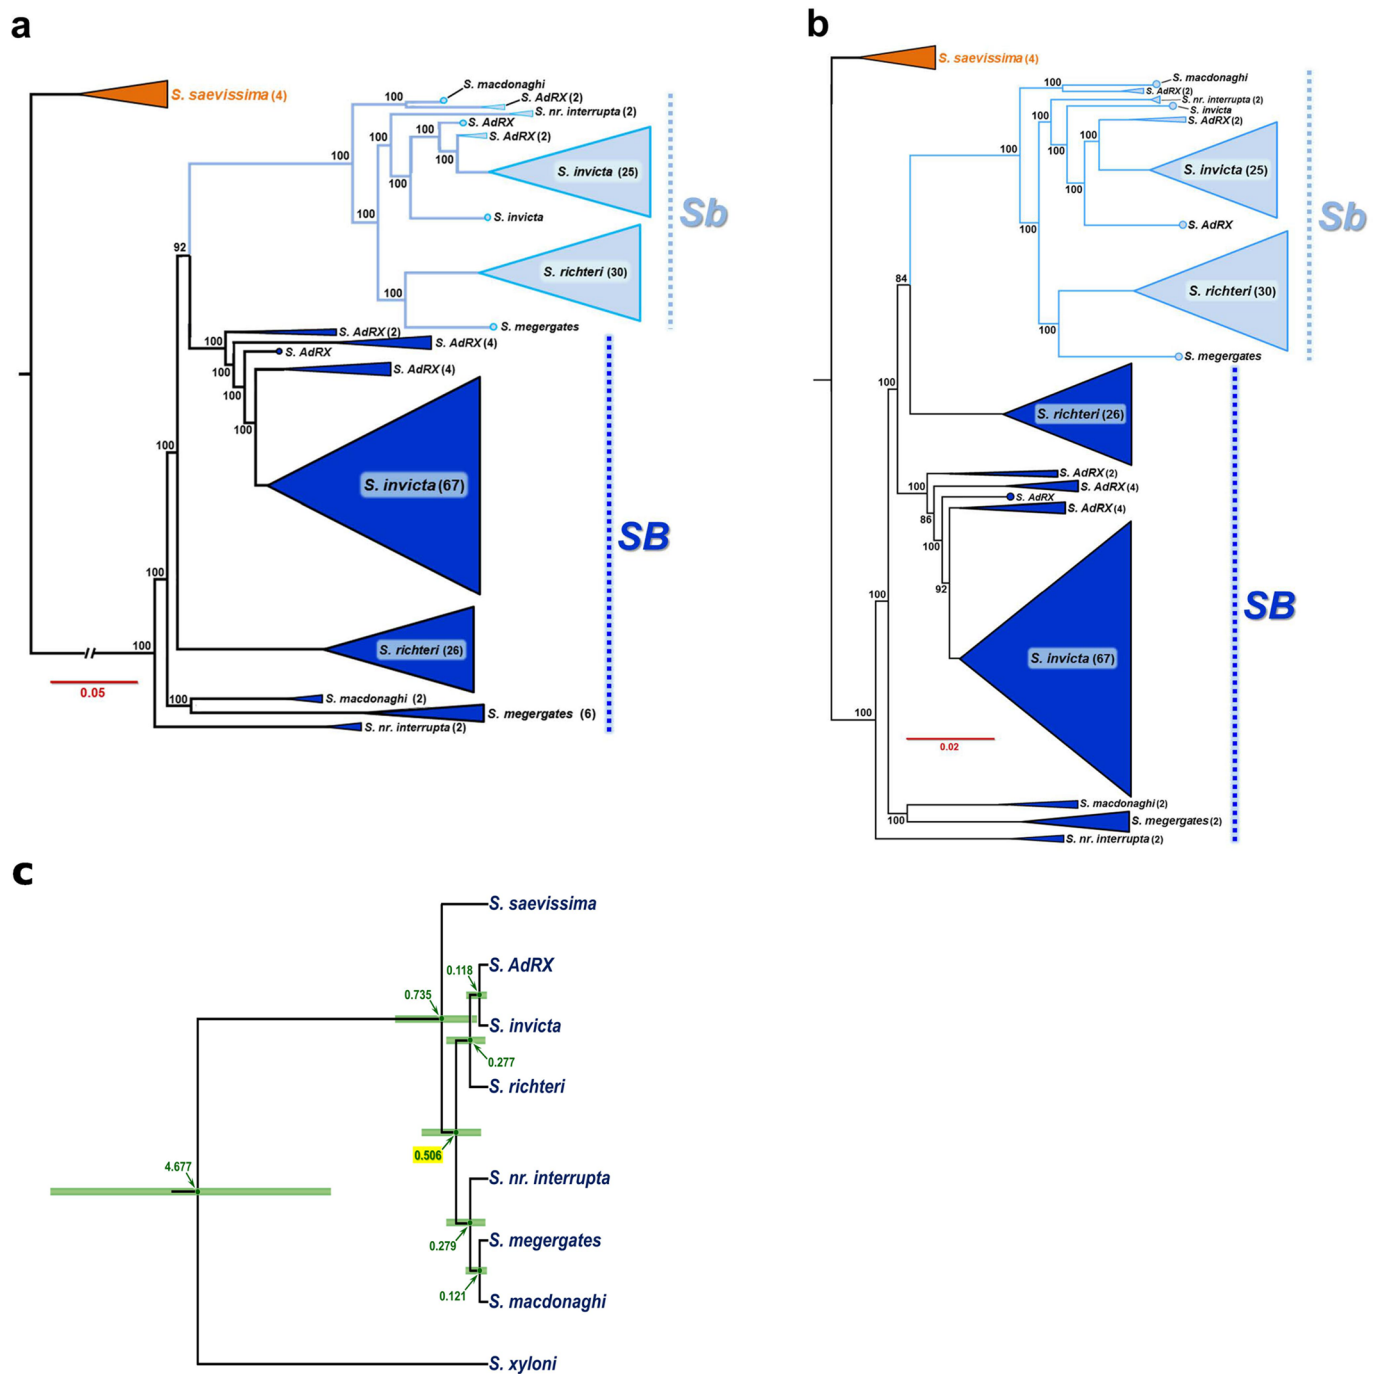 a
S. saevissima (4)
100
S. macdonaghi
S. AdRX (2)
S. nr. interrupta (2)
S. AdRX
100
S. AdRX (2)
100
100
S. invicta (25)
100
100
S. invicta
Sb
92
S. richteri (30)
100
S. megergates
S. AdRX (2)
100
S. AdRX (4)
S. AdRX
100
S. AdRX (4)
100
100
100
S. invicta (67)
SB
100
100
S. richteri (26)
0.05
100
S. macdonaghi (2)
S. megergates (6)
S. nr. interrupta (2)
b
S. saevissima (4)
100
S. macdonaghi
S. AdRX (2)
S. nr. interrupta (2)
S. invicta
100
S. AdRX (2)
100
100
100
S. invicta (25)
100
Sb
100
S. AdRX
84
S. richteri (30)
100
S. megergates
100
S. richteri (26)
S. AdRX (2)
100
S. AdRX (4)
S. AdRX
S. AdRX (4)
86
100
92
100
SB
S. invicta (67)
100
0.02
S. macdonaghi (2)
100
S. megergates (2)
S. nr. interrupta (2)
c
S. saevissima
S. AdRX
0.118
0.735
S. invicta
0.277
S. richteri
0.506
4.677
S. nr. interrupta
0.279
S. megergates
0.121
S. macdonaghi
S. xyloni